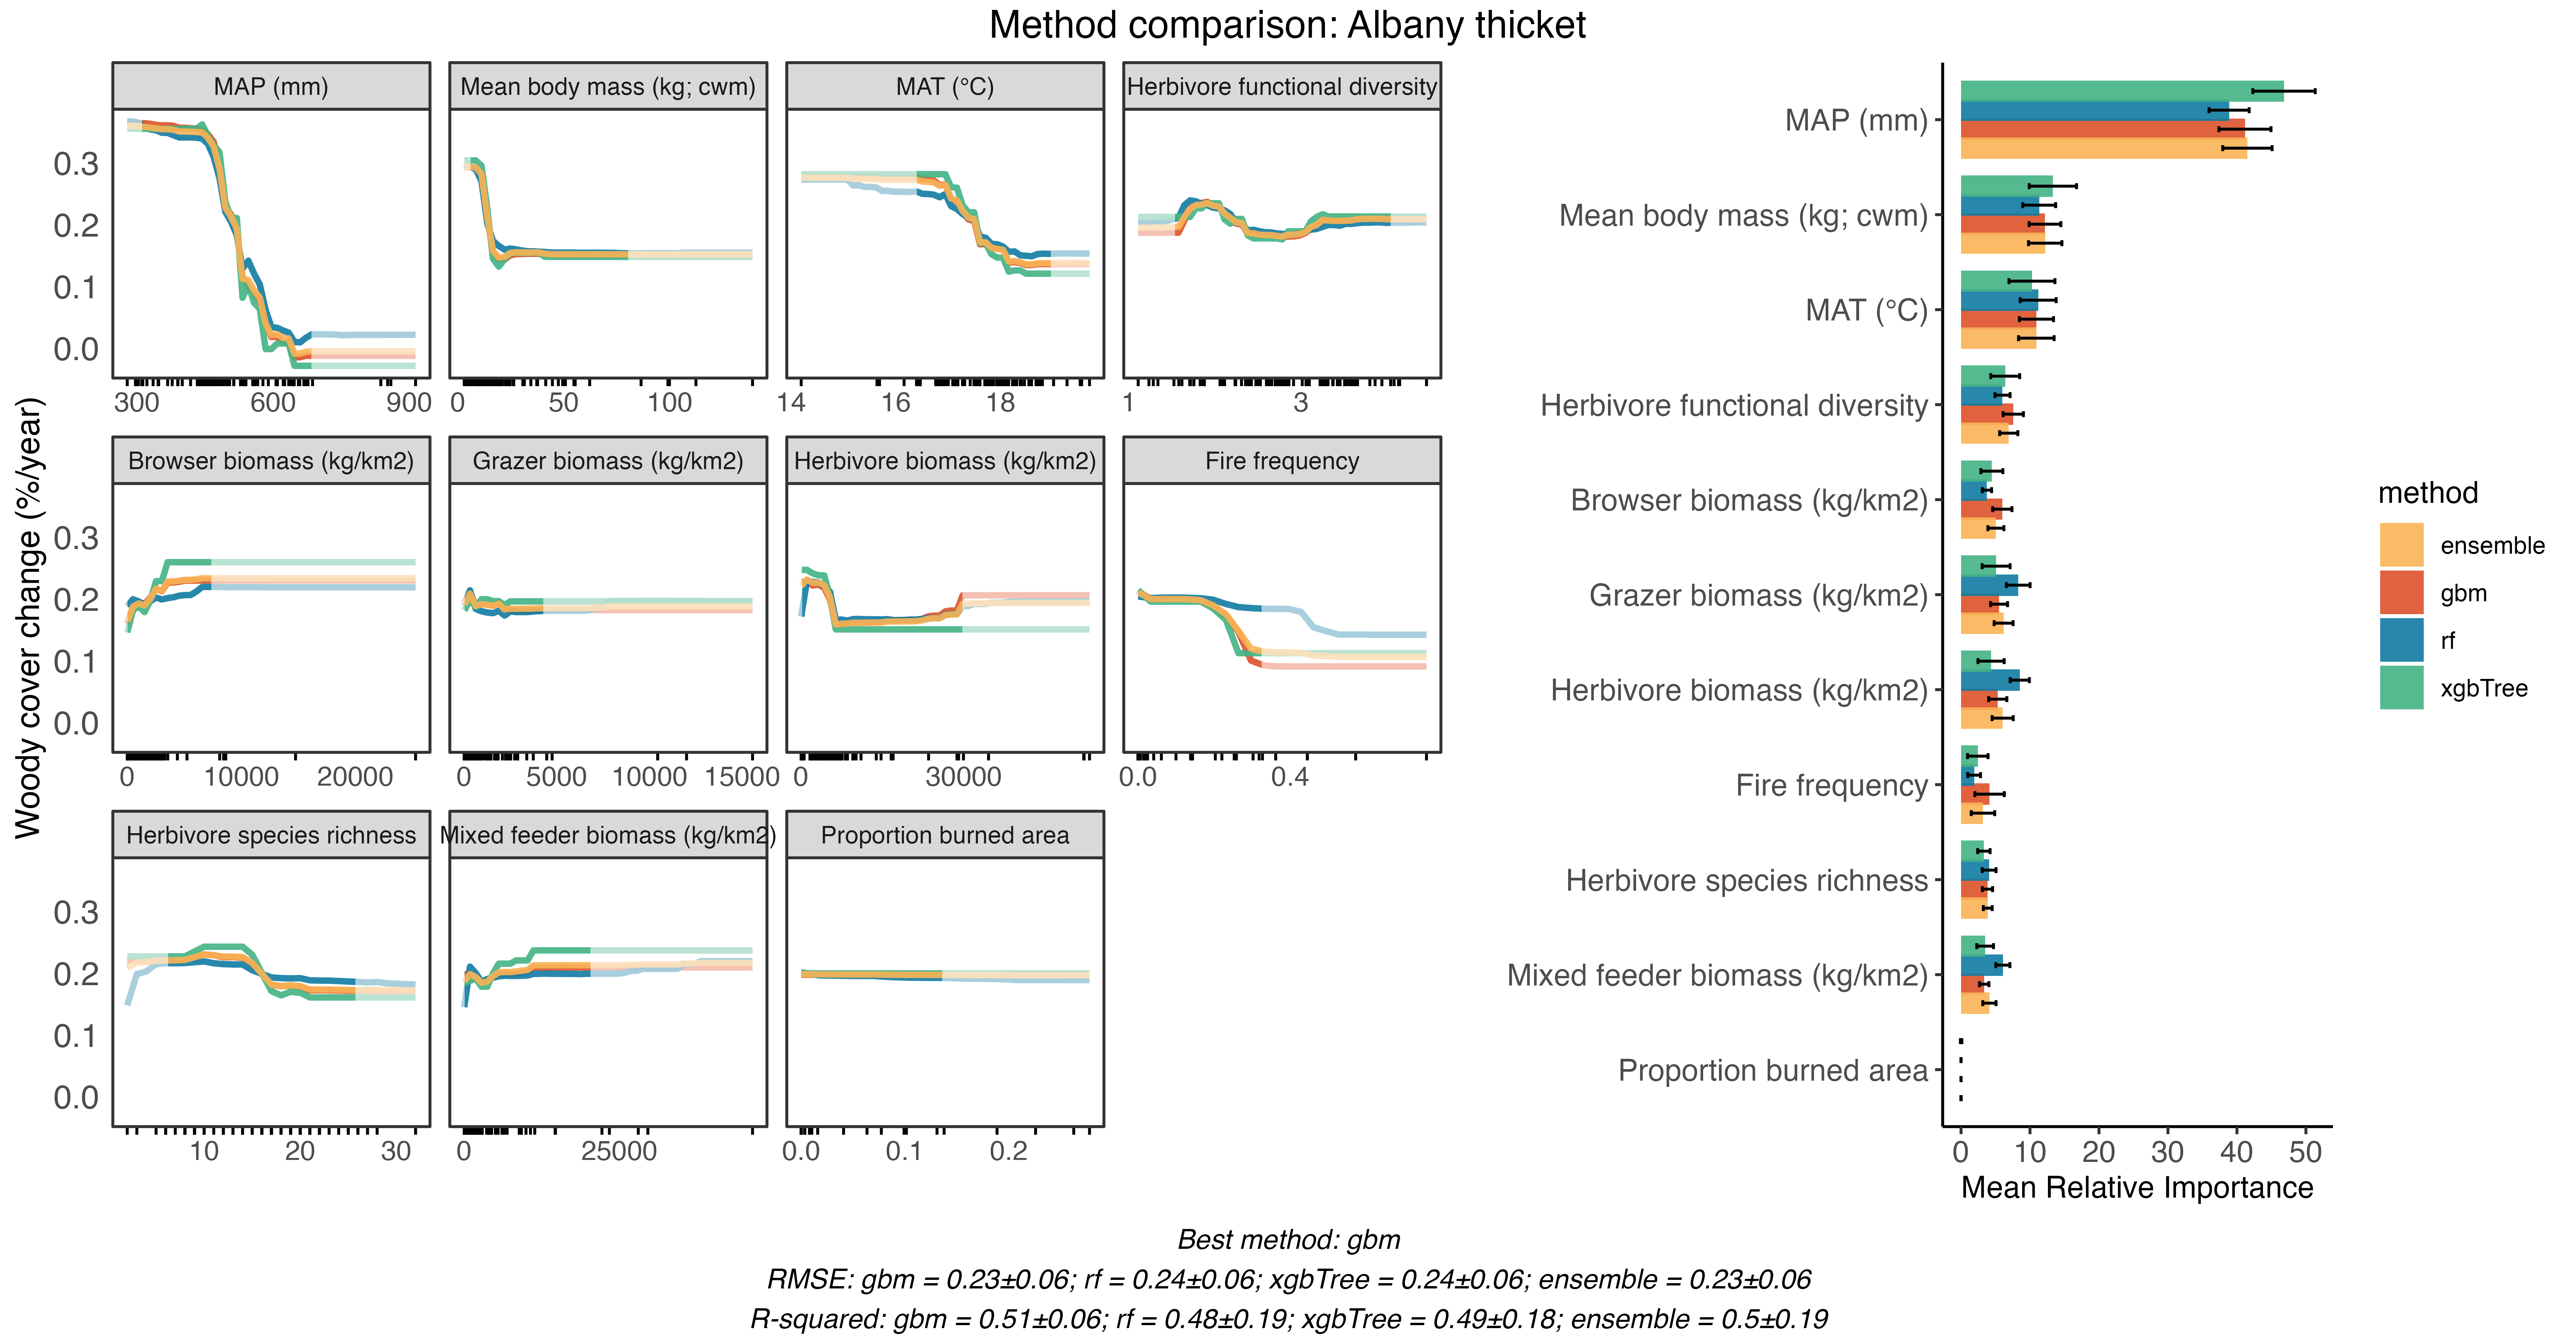 Method comparison: Albany thicket
MAP (mm)
Mean body mass (kg; cwm)
MAT (°C)
Herbivore functional diversity
0.3
0.2
0.1
0.0
300 600 900
0 50 100
14 16 18
1 3
Woody cover change (%/year)
Browser biomass (kg/km2)
Grazer biomass (kg/km2)
Herbivore biomass (kg/km2)
Fire frequency
0.3
0.2
0.1
0.0
0 10000 20000
0 5000 10000 15000
0 30000
0.0 0.4
Herbivore species richness
Mixed feeder biomass (kg/km2)
Proportion burned area
0.3
0.2
0.1
0.0
10 20 30
0 25000
0.0 0.1 0.2
MAP (mm)
Mean body mass (kg; cwm)
MAT (°C)
Herbivore functional diversity
Browser biomass (kg/km2)
Grazer biomass (kg/km2)
Herbivore biomass (kg/km2)
Fire frequency
Herbivore species richness
Mixed feeder biomass (kg/km2)
Proportion burned area
0 10 20 30 40 50
Mean Relative Importance
method
ensemble
gbm
rf
xgbTree
Best method: gbm
RMSE: gbm = 0.23±0.06; rf = 0.24±0.06; xgbTree = 0.24±0.06; ensemble = 0.23±0.06
R-squared: gbm = 0.51±0.06; rf = 0.48±0.19; xgbTree = 0.49±0.18; ensemble = 0.5±0.19